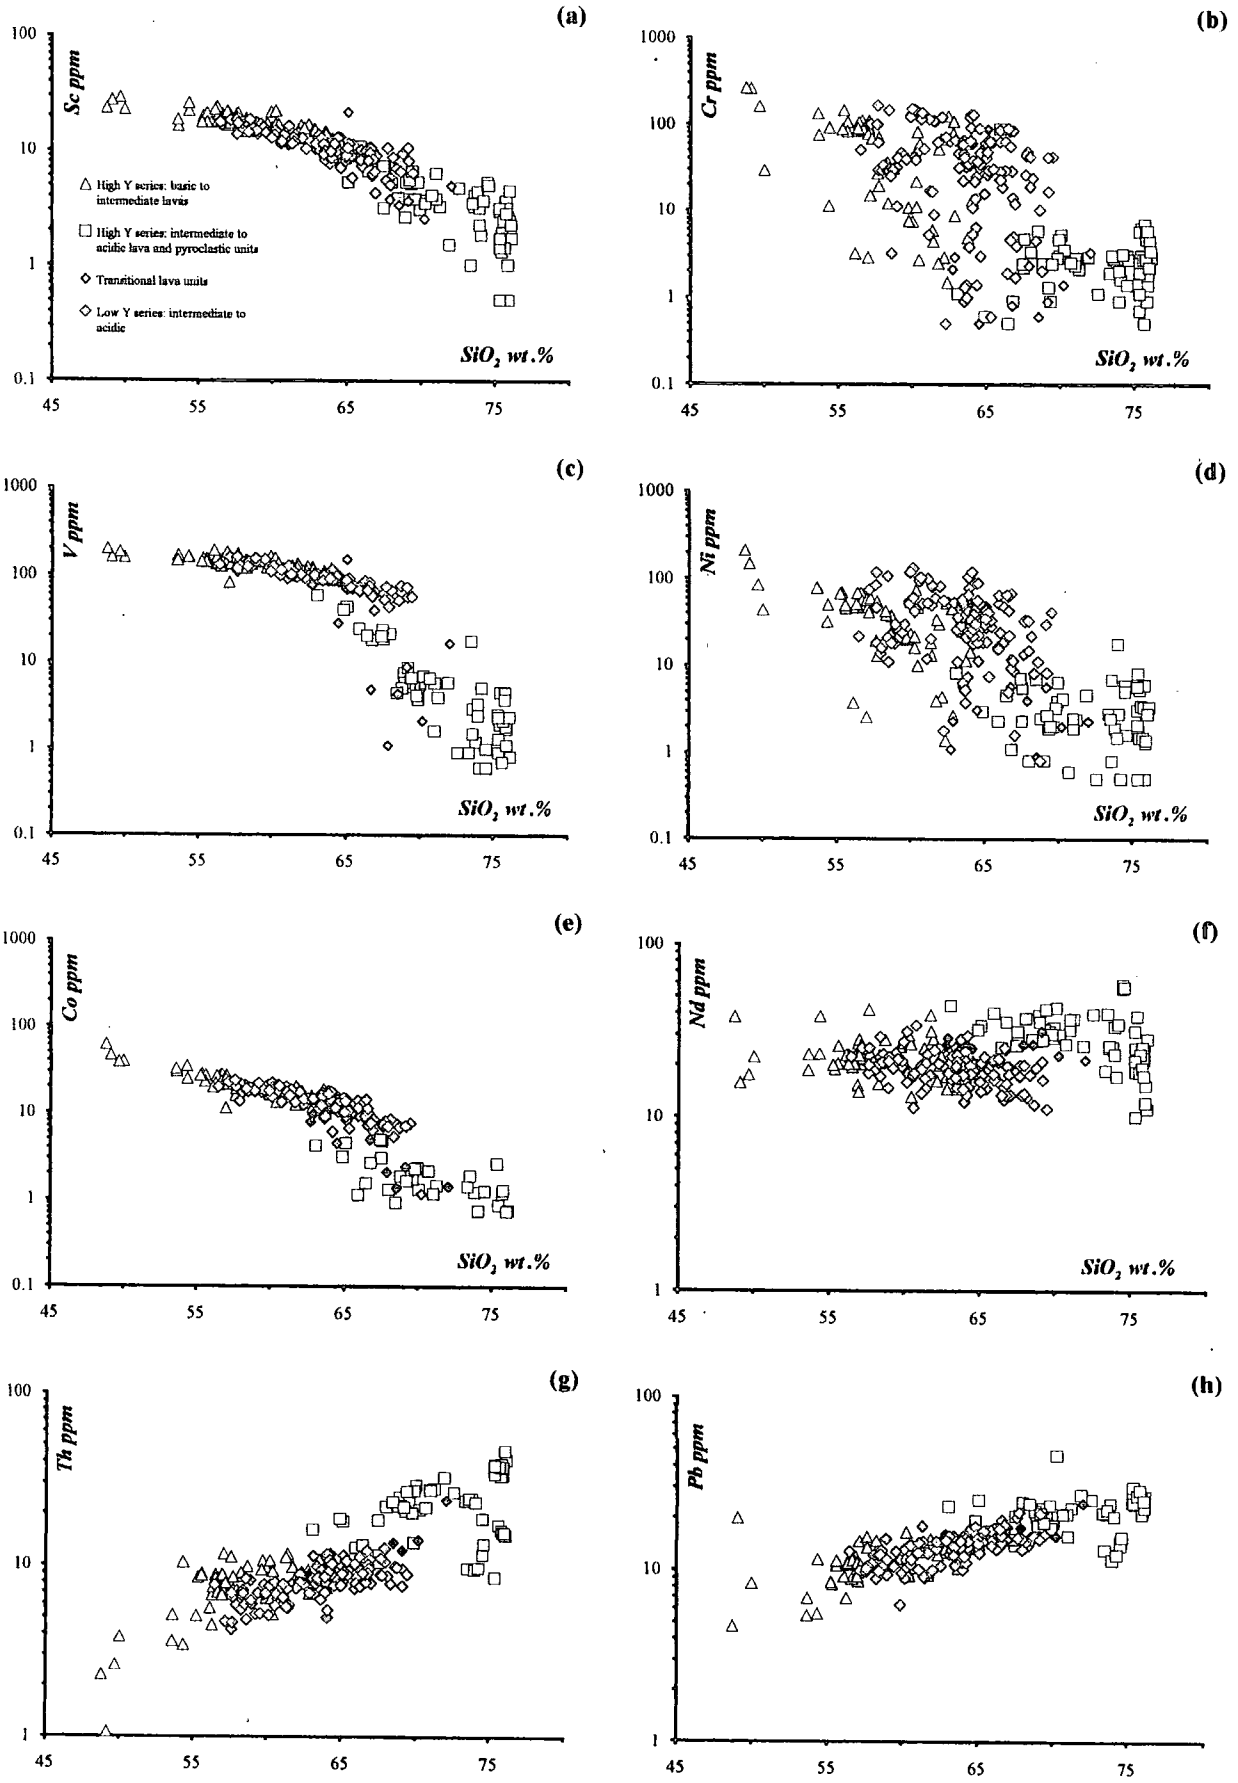 (a)
100
10
1
0.1
Sc ppm
High Y series: basic to
intermediate lavas
High Y series: intermediate to
acidic lava and pyroclastic units
Transitional lava units
Low Y series: intermediate to
acidic
SiO2 wt.%
45 55 65 75
(b)
1000
100
10
1
0.1
Cr ppm
SiO2 wt.%
45 55 65 75
(c)
1000
100
10
1
0.1
V ppm
SiO2 wt.%
45 55 65 75
(d)
1000
100
10
1
0.1
Ni ppm
SiO2 wt.%
45 55 65 75
(e)
1000
100
10
1
0.1
Co ppm
SiO2 wt.%
45 55 65 75
(f)
100
10
1
Nd ppm
SiO2 wt.%
45 55 65 75
(g)
100
10
1
Th ppm
45 55 65 75
(h)
100
10
1
Pb ppm
45 55 65 75